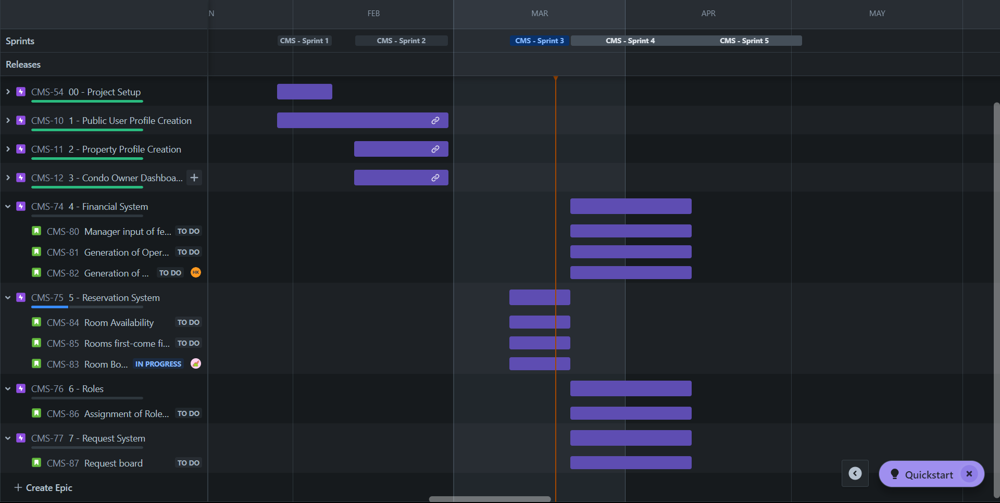 N FEB MAR APR MAY
Sprints CMS - Sprint 1 CMS - Sprint 2 CMS - Sprint 3 CMS - Sprint 4 CMS - Sprint 5
Releases
CMS-54 00 - Project Setup
CMS-10 1 - Public User Profile Creation
CMS-11 2 - Property Profile Creation
CMS-12 3 - Condo Owner Dashboa...
CMS-74 4 - Financial System
CMS-80 Manager input of fe... TO DO
CMS-81 Generation of Oper... TO DO
CMS-82 Generation of ... TO DO HK
CMS-75 5 - Reservation System
CMS-84 Room Availability TO DO
CMS-85 Rooms first-come fi... TO DO
CMS-83 Room Bo... IN PROGRESS
CMS-76 6 - Roles
CMS-86 Assignment of Role... TO DO
CMS-77 7 - Request System
CMS-87 Request board TO DO
Quickstart
Create Epic